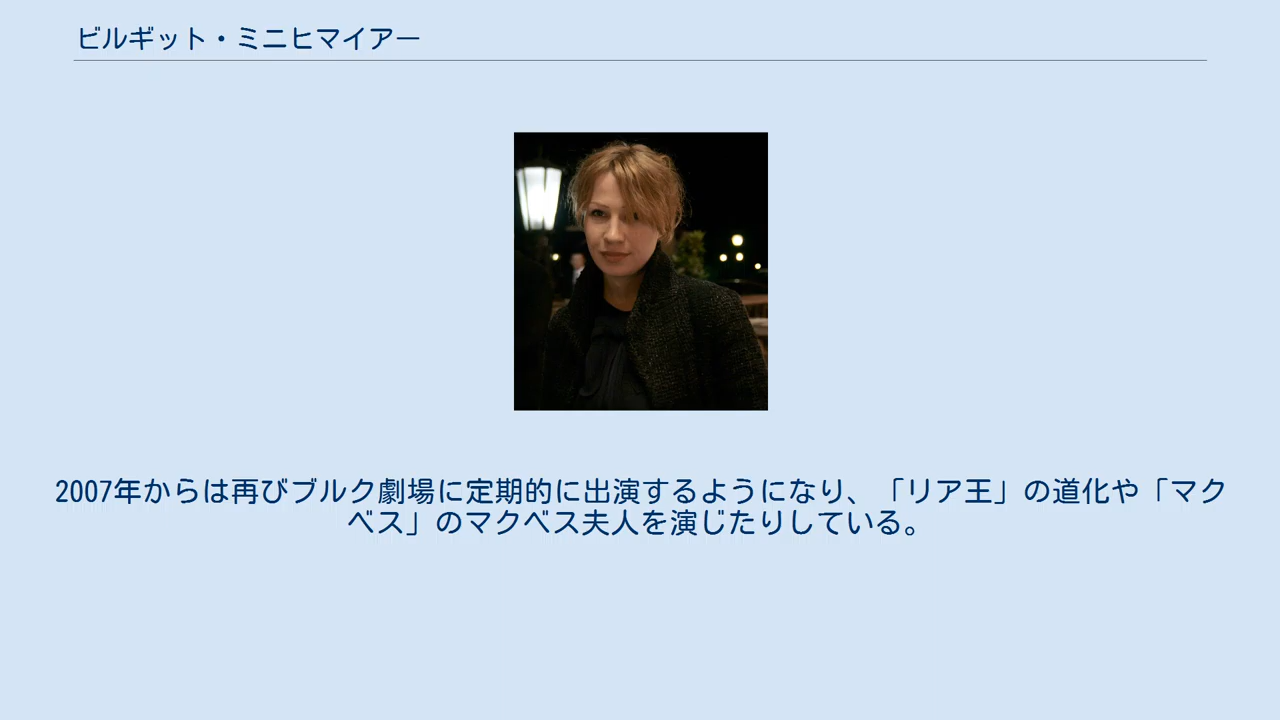 ビルギット・ミニヒマイアー
2007年からは再びブルク劇場に定期的に出演するようになり、「リア王」の道化や「マク
ベス」のマクベス夫人を演じたりしている。